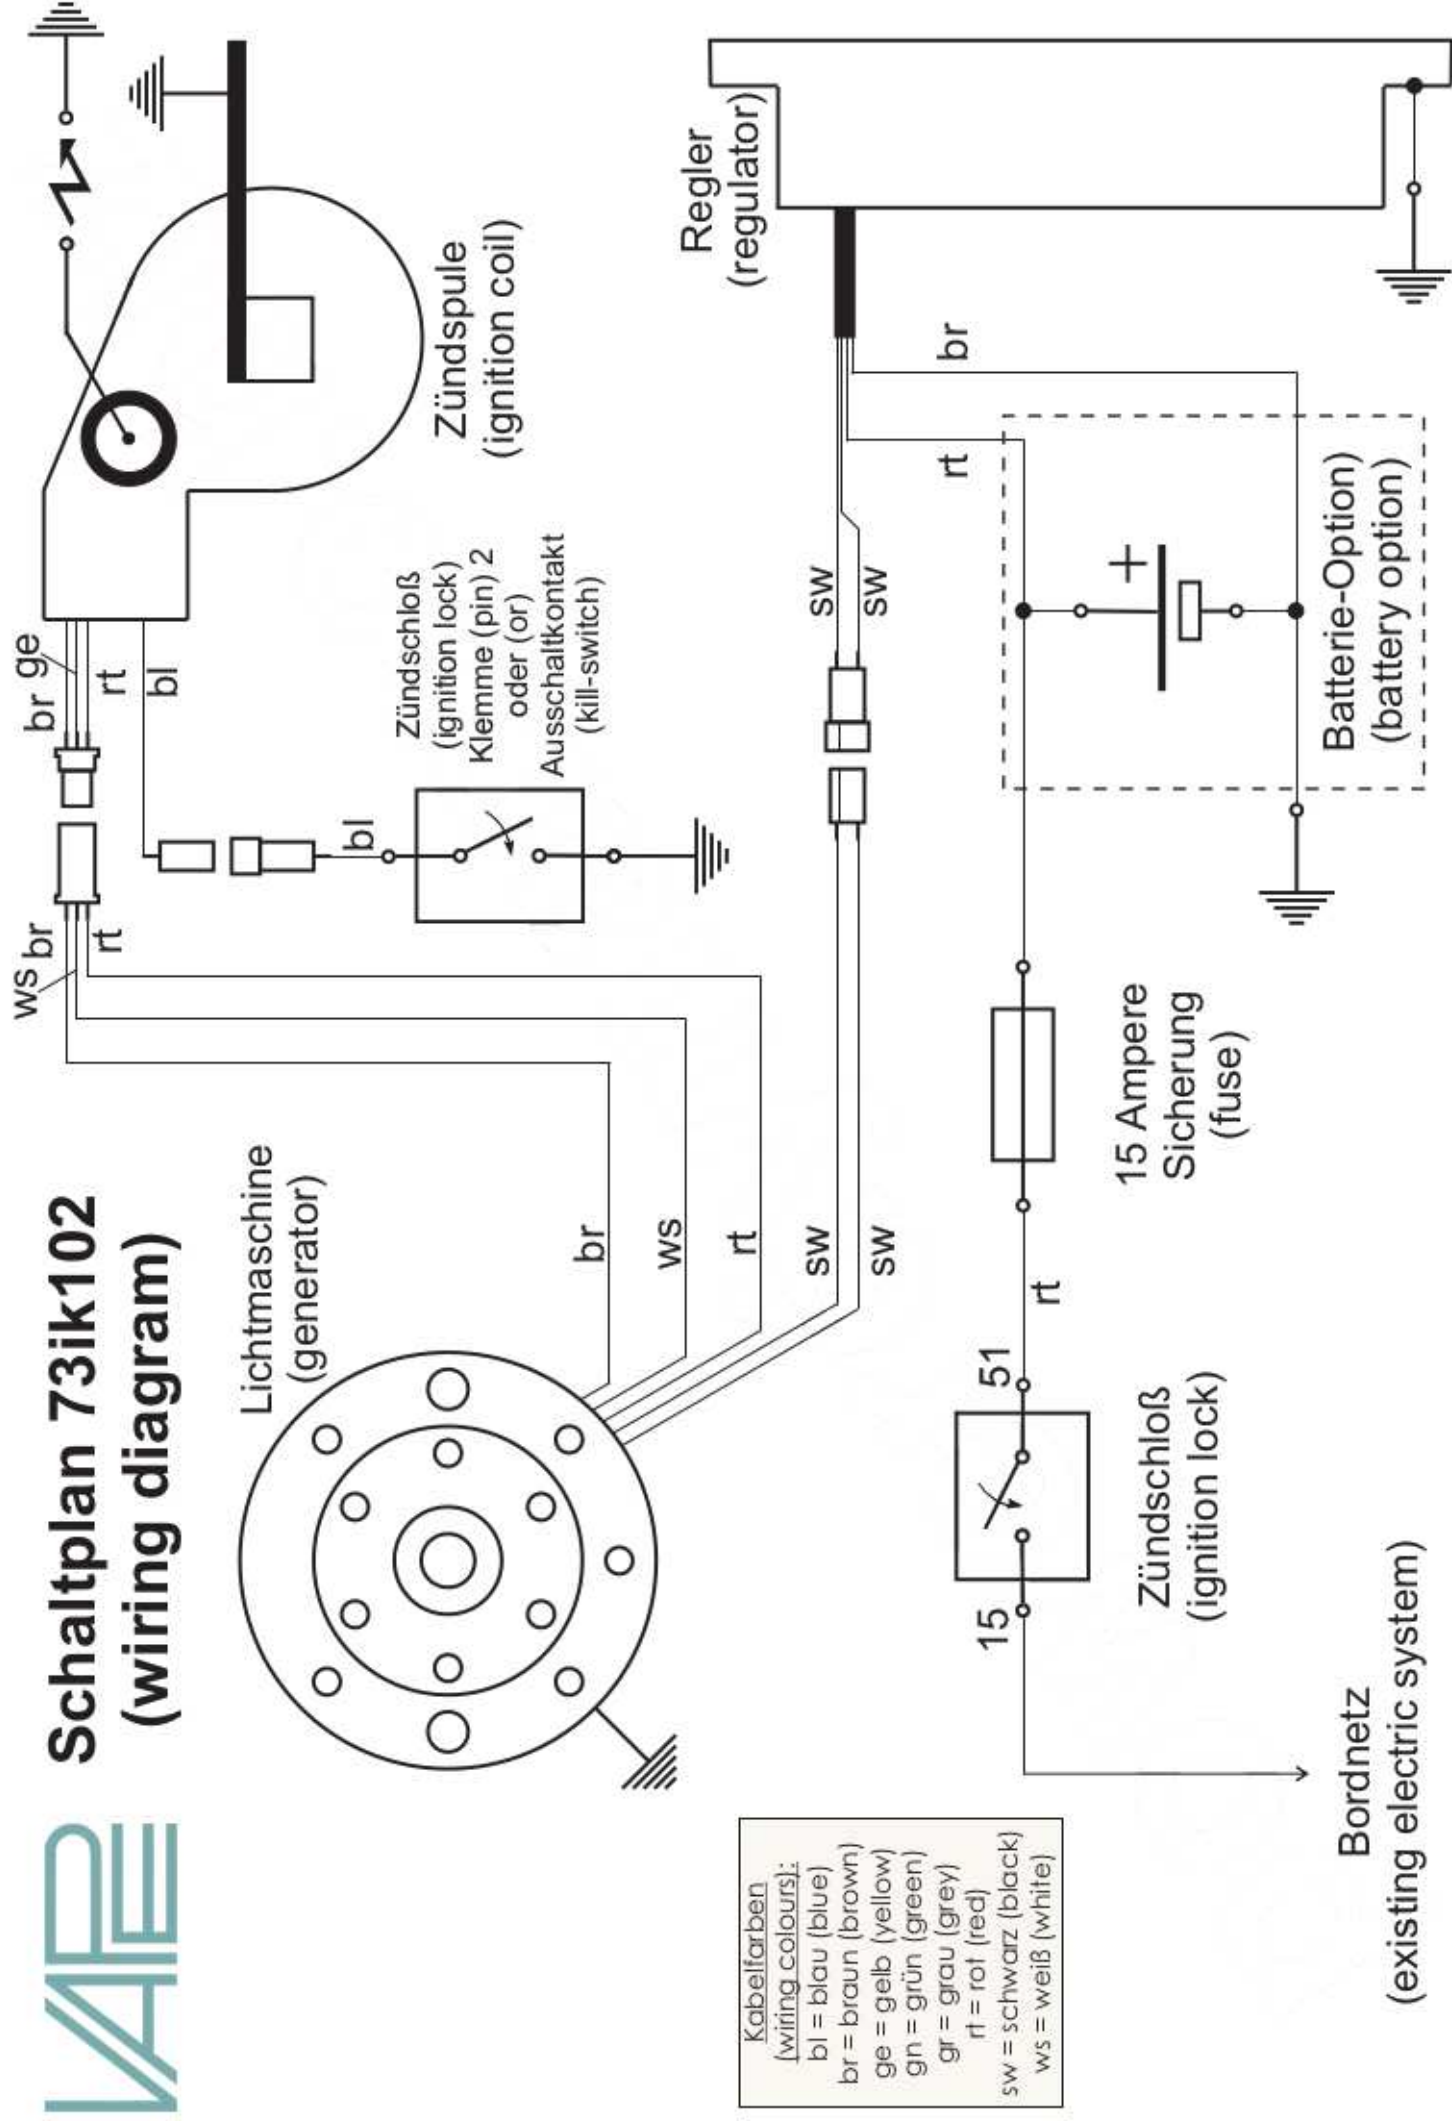 VAPE
Schaltplan 73ik102
(wiring diagram)
Lichtmaschine
(generator)
br
ws
rt
sw
sw
ws
br
rt
br
ge
rt
bl
bl
Zündspule
(ignition coil)
Zündschloß
(ignition lock)
Klemme (pin) 2
oder (or)
Ausschaltkontakt
(kill-switch)
sw
sw
Regler
(regulator)
rt
br
+
Batterie-Option)
(battery option)
15 Ampere
Sicherung
(fuse)
rt
51
15
Zündschloß
(ignition lock)
Bordnetz
(existing electric system)
Kabelfarben
(wiring colours):
bl = blau (blue)
br = braun (brown)
ge = gelb (yellow)
gn = grün (green)
gr = grau (grey)
rt = rot (red)
sw = schwarz (black)
ws = weiß (white)